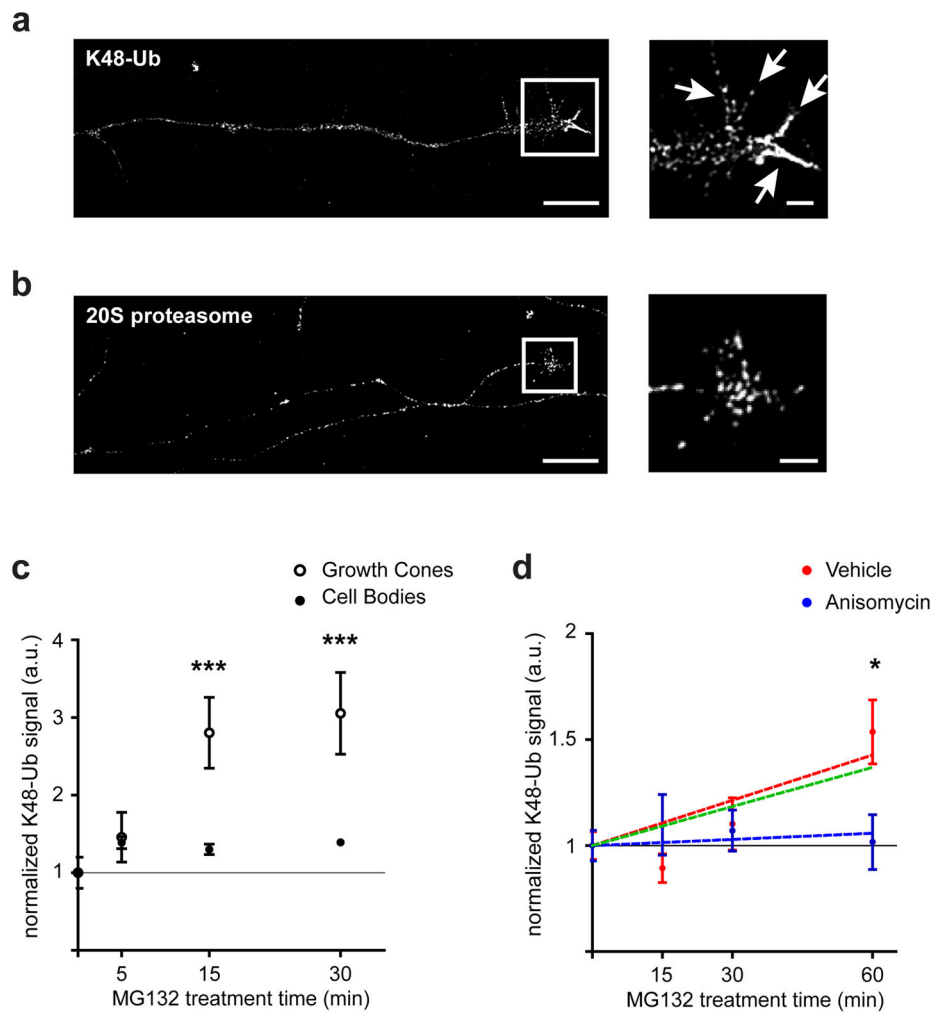 a
K48-Ub
b
20S proteasome
c
Growth Cones
Cell Bodies
normalized K48-Ub signal (a.u.)
4
3
2
1
***
***
5
15
30
MG132 treatment time (min)
d
Vehicle
Anisomycin
normalized K48-Ub signal (a.u.)
2
1.5
1
*
15
30
60
MG132 treatment time (min)